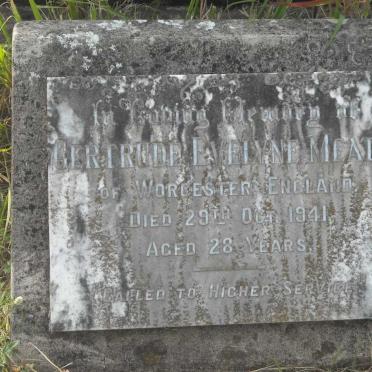 In Loving Memory of
GERTRUDE EVELYNE
OF WORCESTER ENGLAND
DIED 29TH OCT. 1941,
AGED 28 YEARS.
CALLED TO HIGHER SERVICE